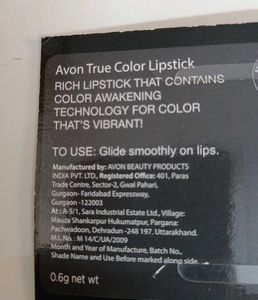 Avon True Color Lipstick
RICH LIPSTICK THAT CONTAINS
COLOR AWAKENING
TECHNOLOGY FOR COLOR
THAT'S VIBRANT!
TO USE: Glide smoothly on lips.
Manufactured by: AVON BEAUTY PRODUCTS
INDIA PVT. LTD., Registered Office: 401, Paras
Trade Centre, Sector-2, Gwal Pahari,
Gurgaon- Faridabad Expressway,
Gurgaon -122003
At : A-5/1, Sara Industrial Estate Ltd., Village:
Mauza Shankarpur Hukumatpur, Pargana:
Pachwadoon, Dehradun -248 197. Uttarakhand.
M.L.No. : M 14/C/UA/2009
Month and Year of Manufacture, Batch No.,
Shade Name and Use Before marked along side.
0.6g net wt